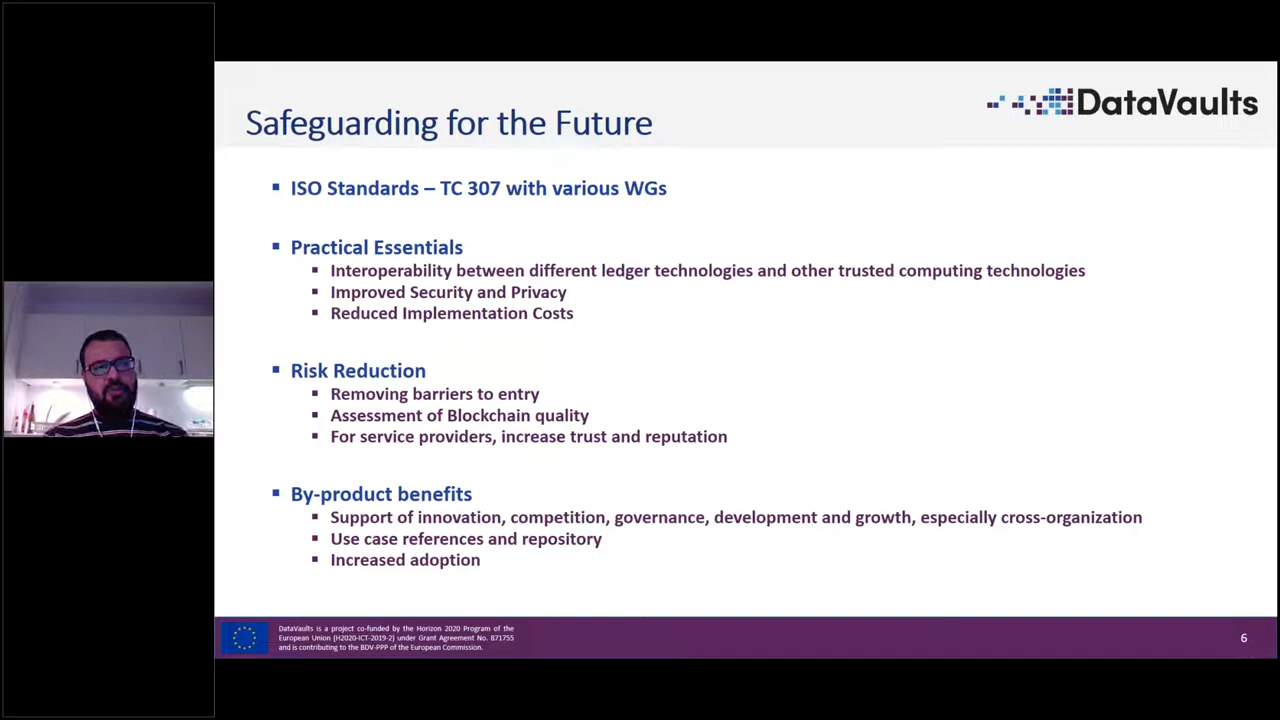 DataVaults
Safeguarding for the Future
ISO Standards – TC 307 with various WGs
Practical Essentials
Interoperability between different ledger technologies and other trusted computing technologies
Improved Security and Privacy
Reduced Implementation Costs
Risk Reduction
Removing barriers to entry
Assessment of Blockchain quality
For service providers, increase trust and reputation
By-product benefits
Support of innovation, competition, governance, development and growth, especially cross-organization
Use case references and repository
Increased adoption
DataVaults is a project co-funded by the Horizon 2020 Program of the
European Union (H2020-ICT-2019-2) under Grant Agreement No. 871755
and is contributing to the BDV-PPP of the European Commission.
6